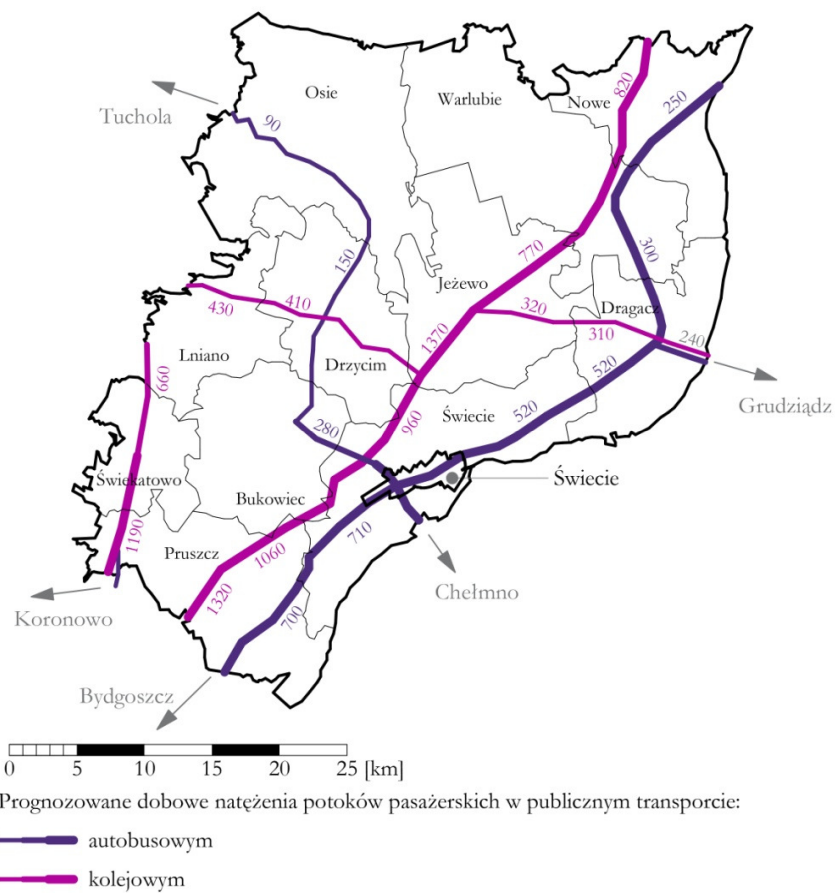 Osie
Warlubie
Nowe
820
250
Tuchola
90
150
770
300
Jeżewo
Dragacz
430
410
320
310
240
1370
Lniano
Drzycim
660
520
Grudziądz
960
Świecie
520
280
Świekatowo
Świecie
Bukowiec
1190
710
Pruszcz
1060
Chełmno
Koronowo
1320
700
Bydgoszcz
0 5 10 15 20 25 [km]
Prognozowane dobowe natężenia potoków pasażerskich w publicznym transporcie:
autobusowym
kolejowym